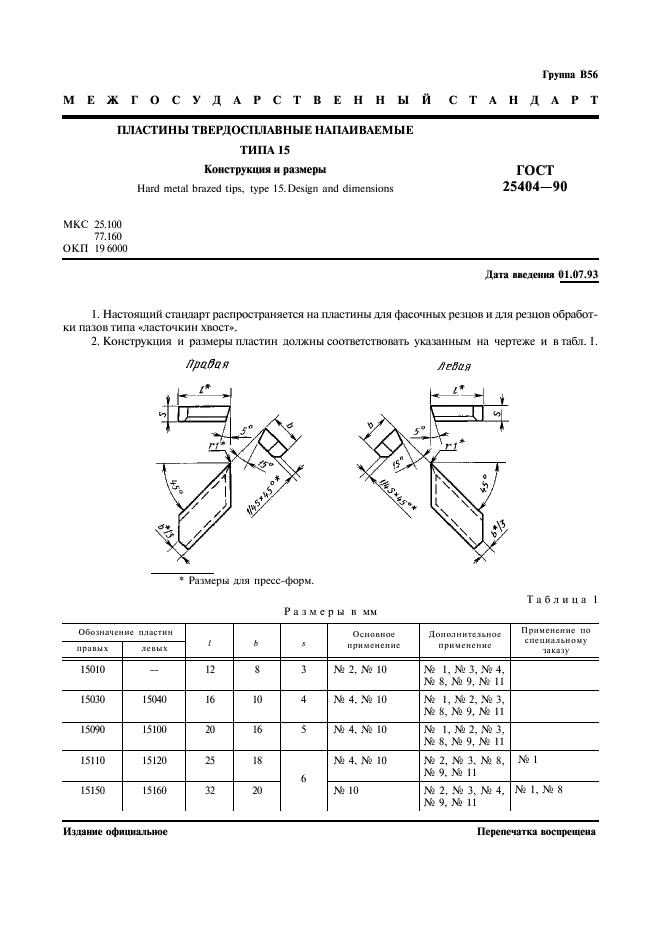 Группа В56
МЕЖГОСУДАРСТВЕННЫЙ СТАНДАРТ
ПЛАСТИНЫ ТВЕРДОСПЛАВНЫЕ НАПАИВАЕМЫЕ
ТИПА 15
Конструкция и размеры
Hard metal brazed tips, type 15. Design and dimensions
ГОСТ
25404—90
МКС 25.100
77.160
ОКП 19 6000
Дата введения 01.07.93
1. Настоящий стандарт распространяется на пластины для фасочных резцов и для резцов обработ-
ки пазов типа «ласточкин хвост».
2. Конструкция и размеры пластин должны соответствовать указанным на чертеже и в табл. 1.
Правая
Левая
l*
s
5°
b
r1*
15°
45°
b*/3
l*
s
5°
b
r1*
15°
45°
b*/3
* Размеры для пресс-форм.
Таблица 1
Размеры в мм
Обозначение пластин
правых
левых
l
b
s
Основное
применение
Дополнительное
применение
Применение по
специальному
заказу
15010 — 12 8 3 № 2, № 10 № 1, № 3, № 4,
№ 8, № 9, № 11
15030 15040 16 10 4 № 4, № 10 № 1, № 2, № 3,
№ 8, № 9, № 11
15090 15100 20 16 5 № 4, № 10 № 1, № 2, № 3,
№ 8, № 9, № 11
15110 15120 25 18 6 № 4, № 10 № 2, № 3, № 8, № 1
№ 9, № 11
15150 15160 32 20 № 10 № 2, № 3, № 4, № 1, № 8
№ 9, № 11
Издание официальное
Перепечатка воспрещена